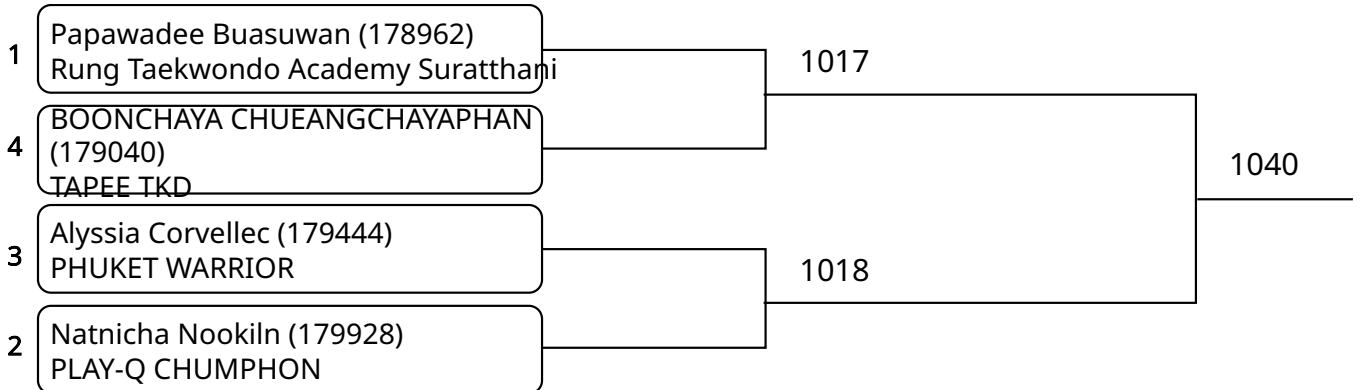 1
Papawadee Buasuwan (178962)
Rung Taekwondo Academy Suratthani
1017
4
BOONCHAYA CHUEANGCHAYAPHAN
(179040)
TAPEE TKD
1040
3
Alyssia Corvellec (179444)
PHUKET WARRIOR
1018
2
Natnicha Nookiln (179928)
PLAY-Q CHUMPHON